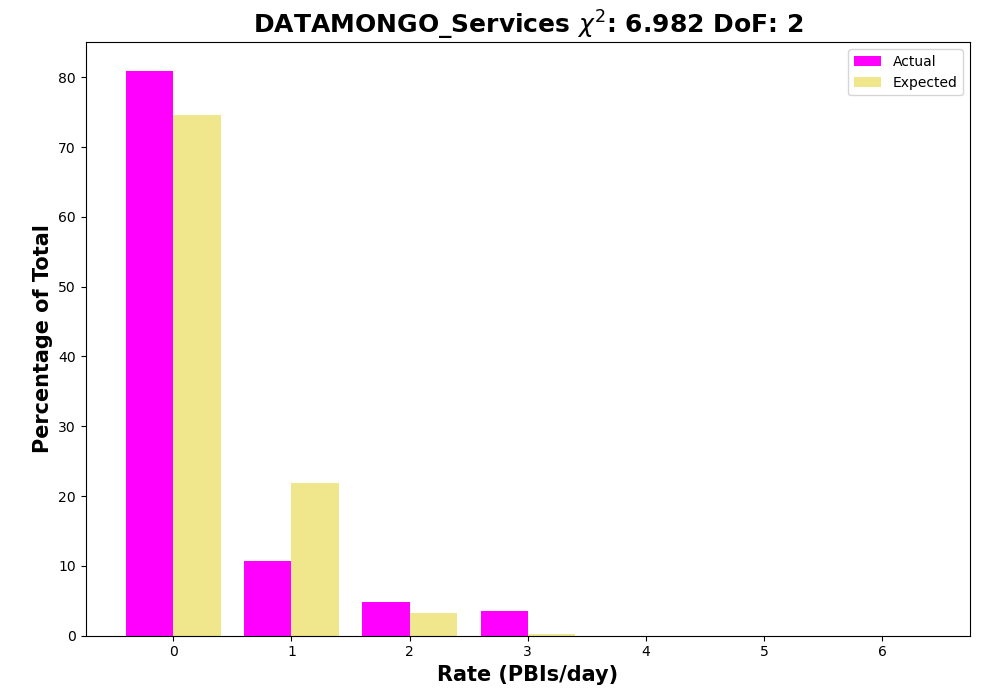 DATAMONGO_Services χ²: 6.982 DoF: 2
Actual
Expected
Percentage of Total
80
70
60
50
40
30
20
10
0
0 1 2 3 4 5 6
Rate (PBIs/day)